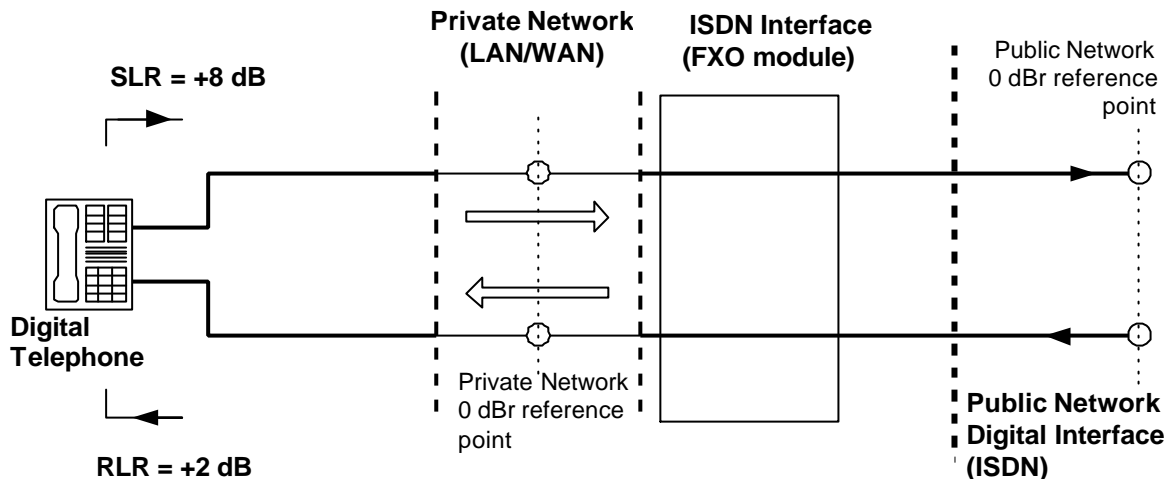 Private Network
(LAN/WAN)
ISDN Interface
(FXO module)
Public Network
0 dBr reference
point
SLR = +8 dB
Digital
Telephone
Private Network
0 dBr reference
point
Public Network
Digital Interface
(ISDN)
RLR = +2 dB